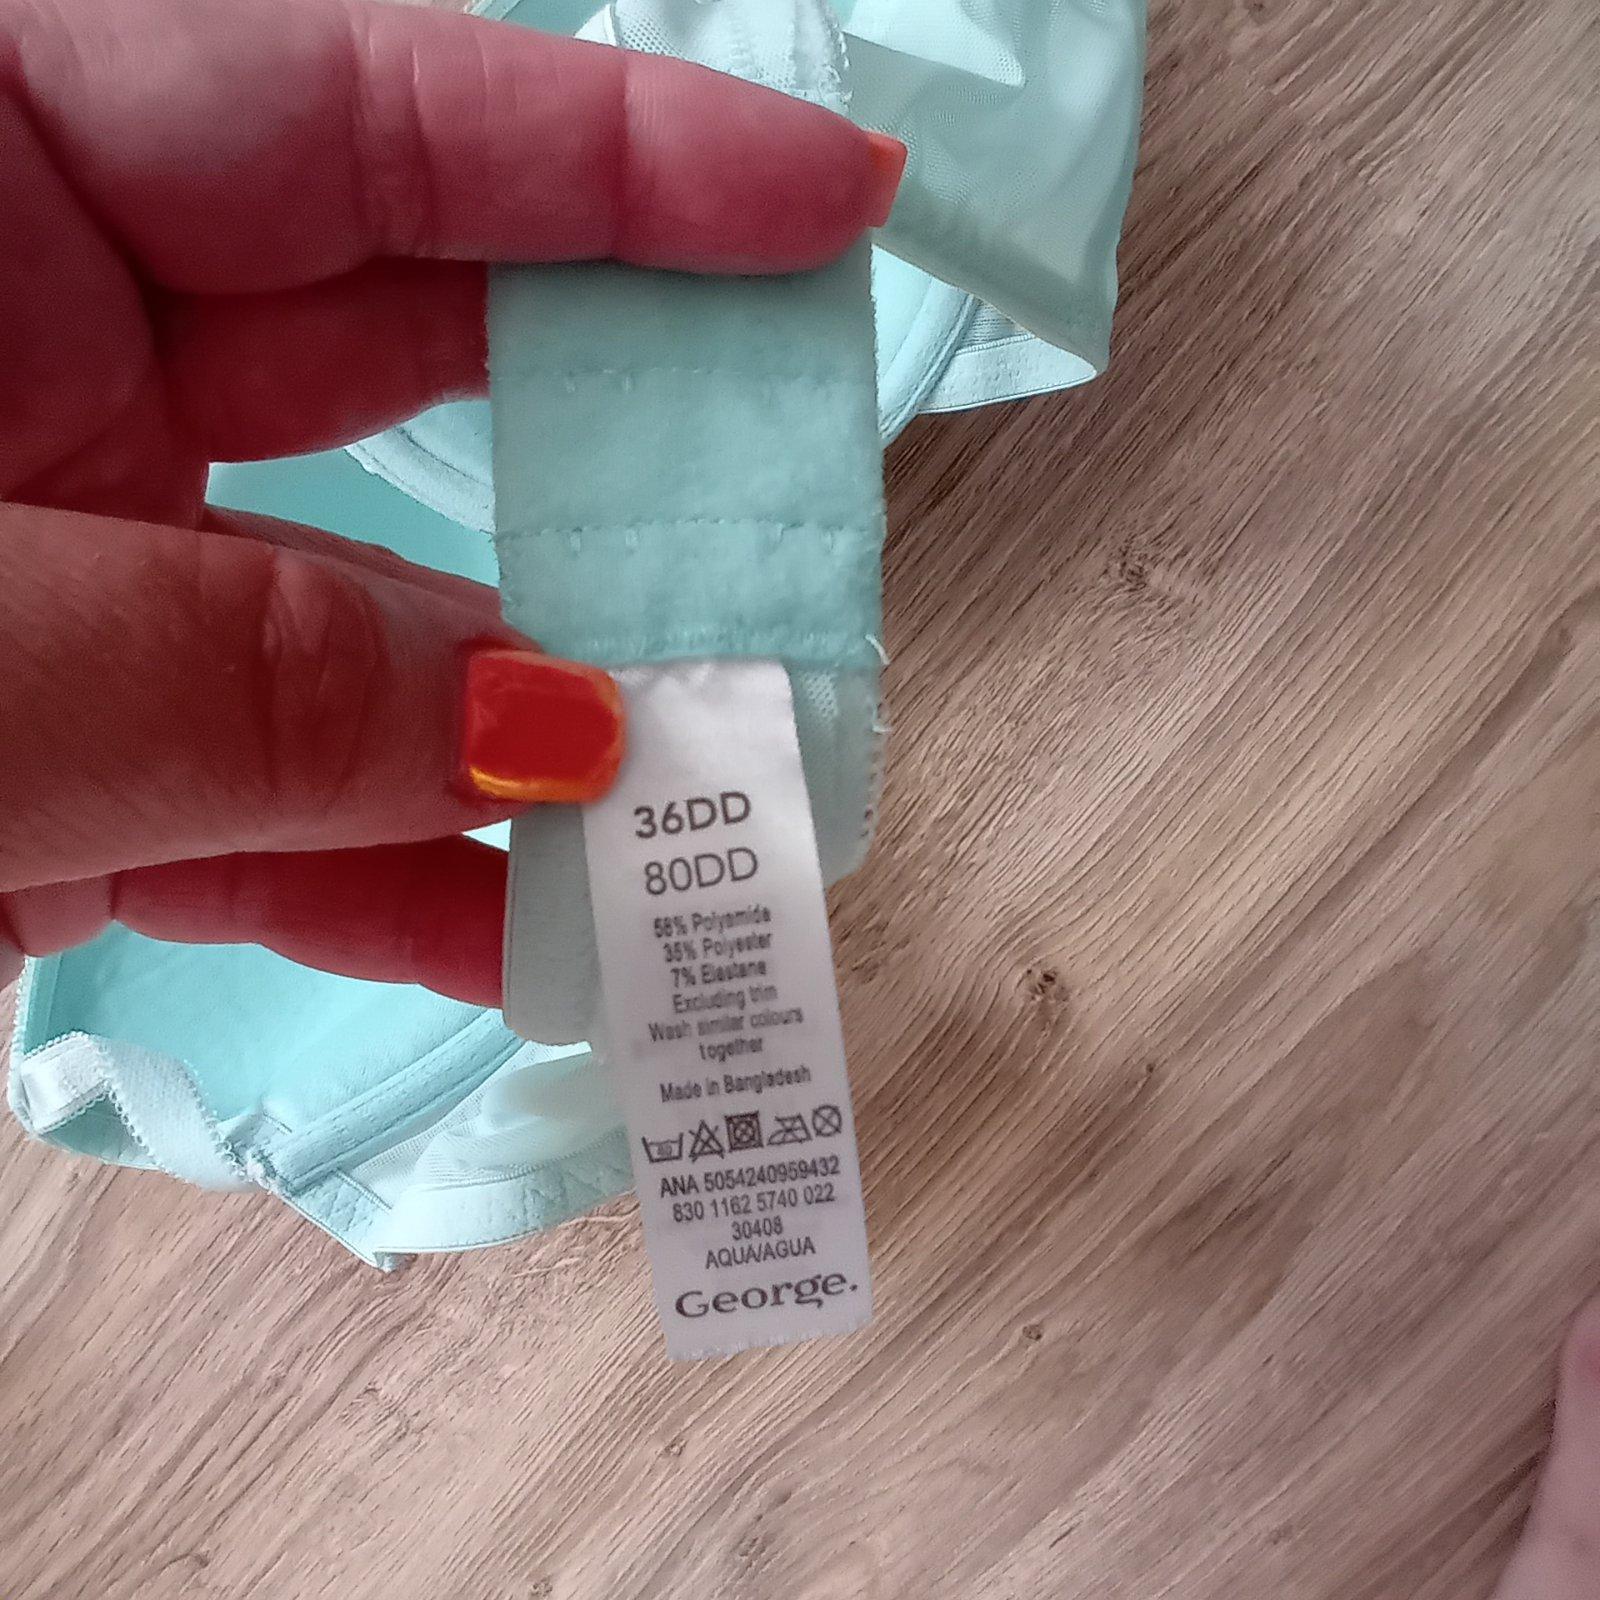 36DD
80DD
58% Polyamide
35% Polyester
7% Elastane
Excluding trim
Wash similar colours
together
Made in Bangladesh
40
ANA 5054240959432
830 1162 5740 022
30408
AQUA/AGUA
George.